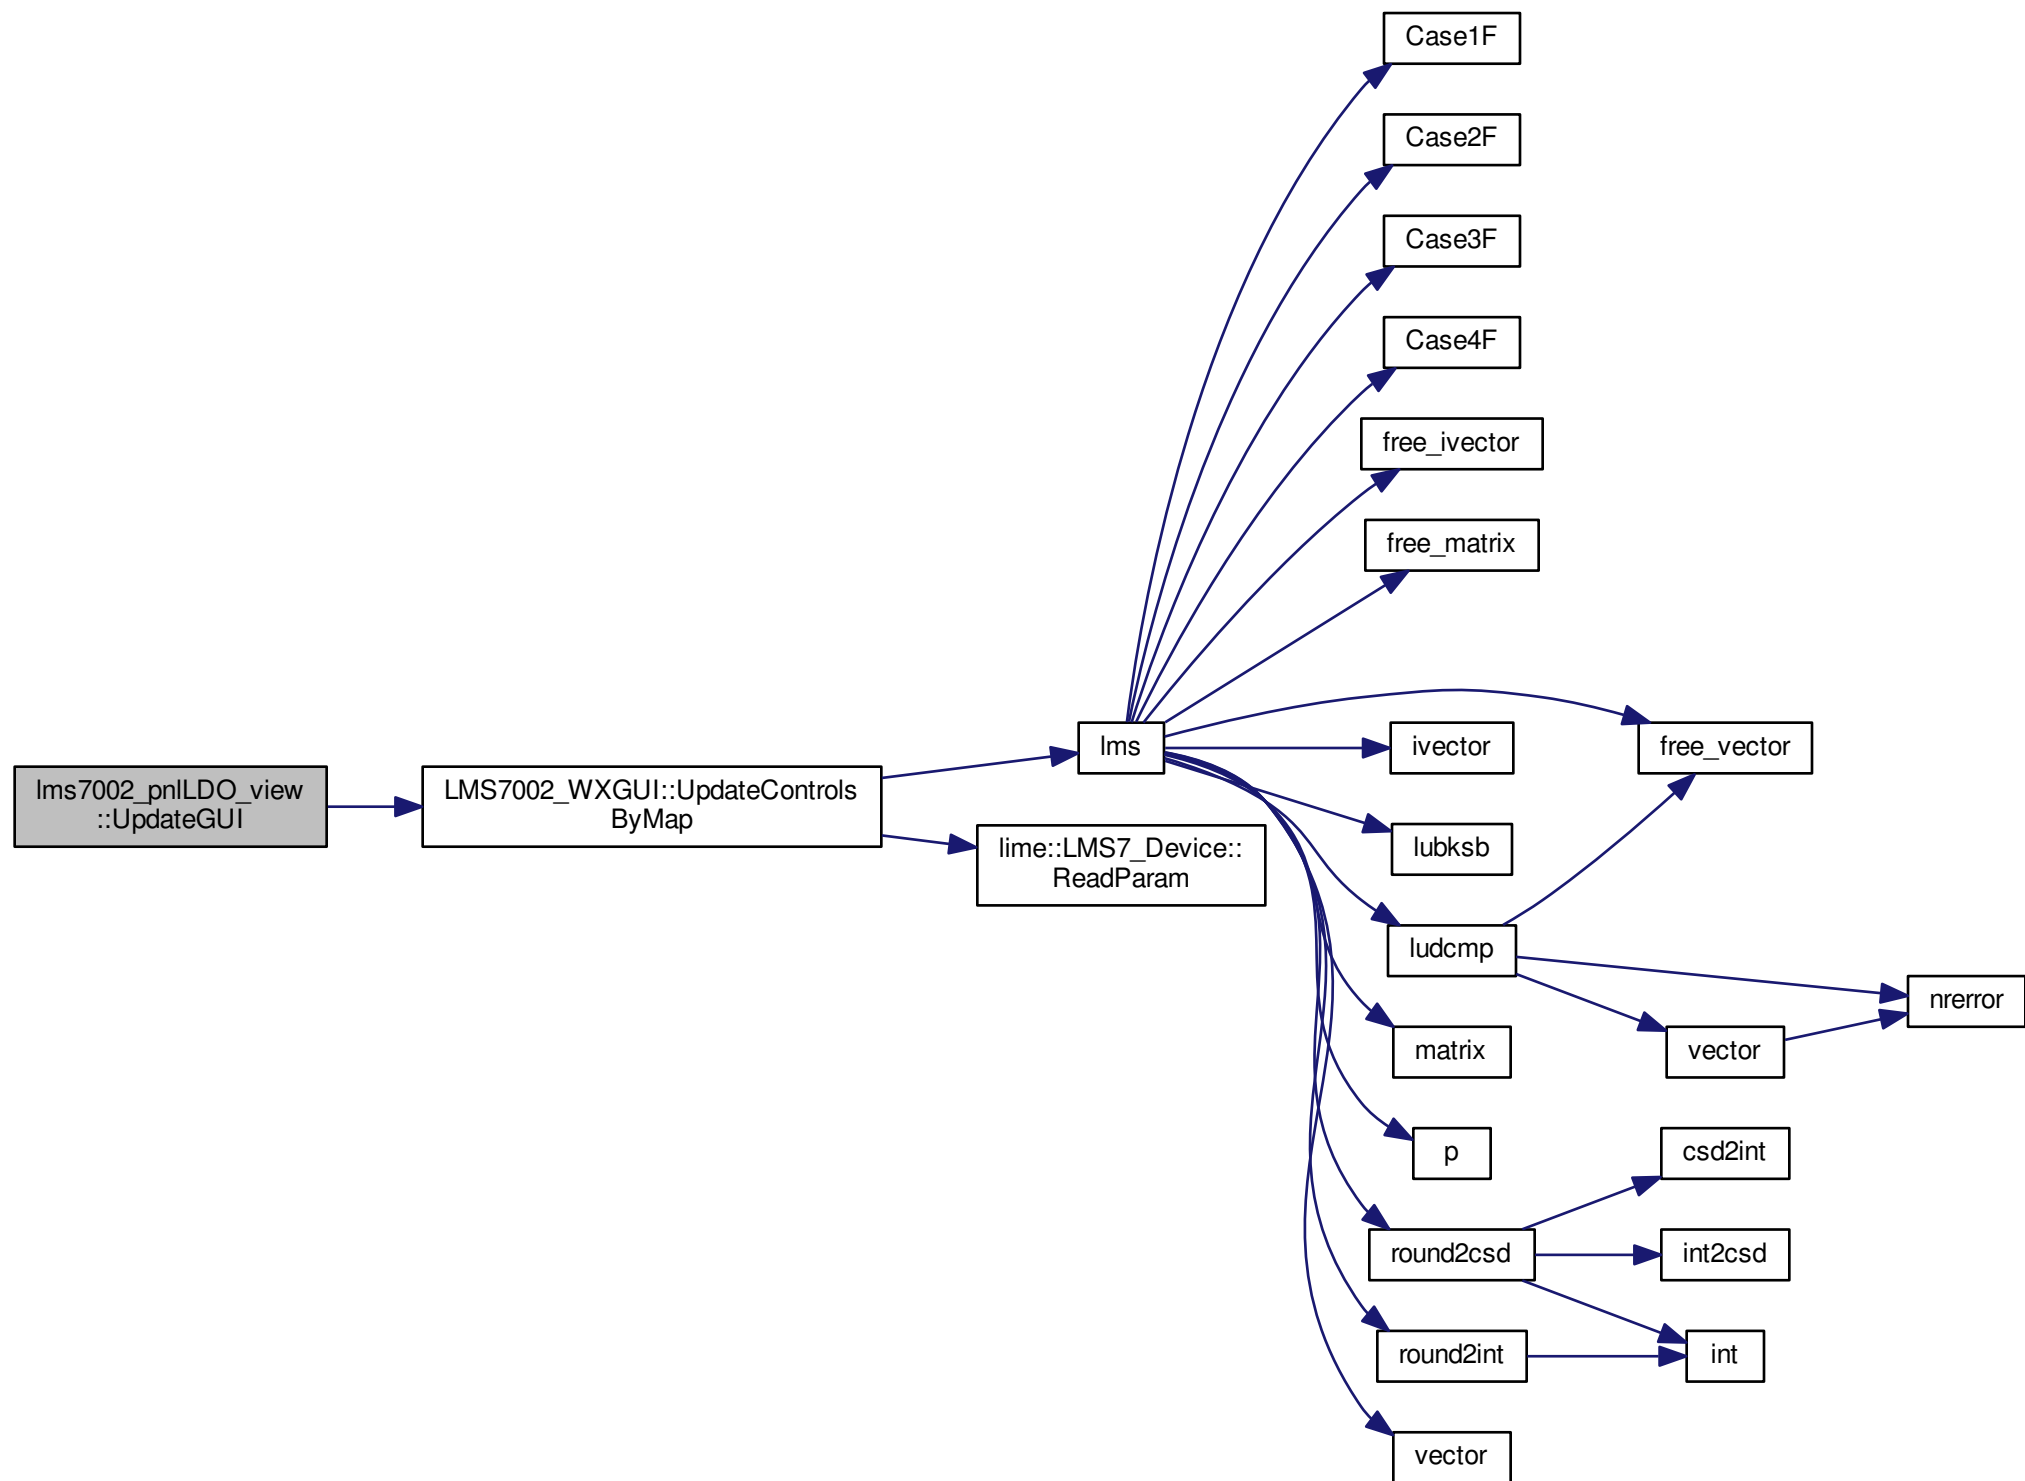 Case1F
Case2F
Case3F
Case4F
free_ivector
free_matrix
lms
ivector
free_vector
lms7002_pnlLDO_view
::UpdateGUI
LMS7002_WXGUI::UpdateControls
ByMap
lime::LMS7_Device::
ReadParam
lubksb
ludcmp
nrerror
matrix
vector
p
csd2int
round2csd
int2csd
round2int
int
vector